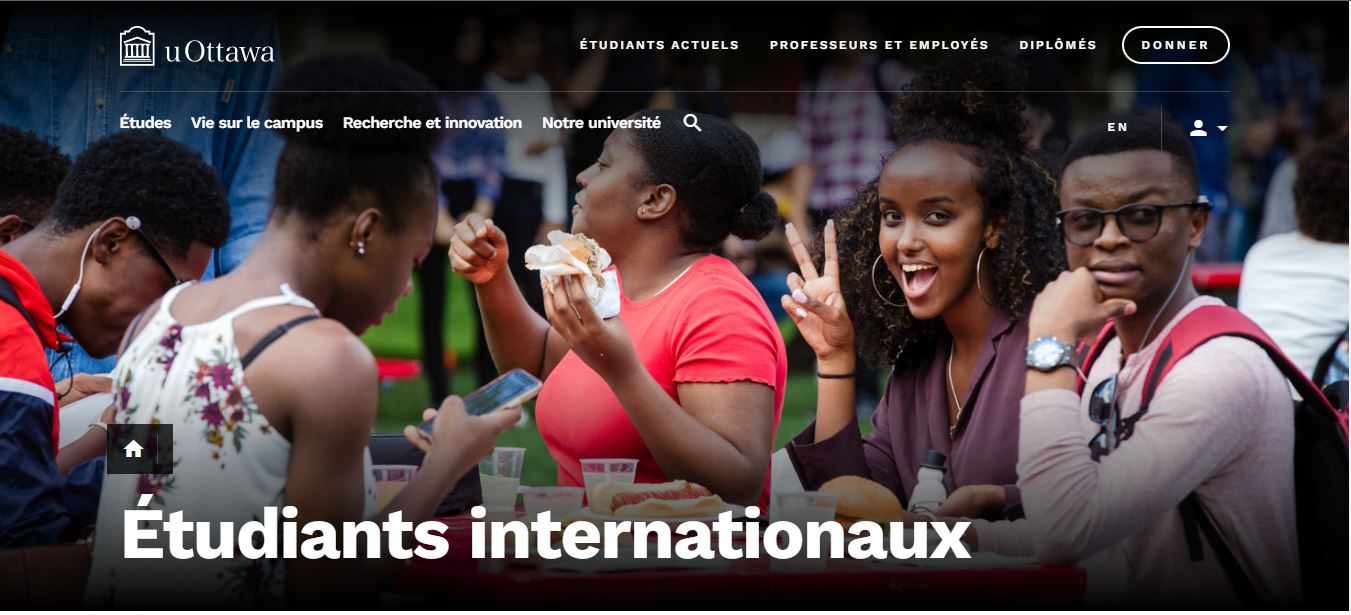 uOttawa
ÉTUDIANTS ACTUELS PROFESSEURS ET EMPLOYÉS DIPLÔMÉS DONNER
Études Vie sur le campus Recherche et innovation Notre université
EN
Étudiants internationaux